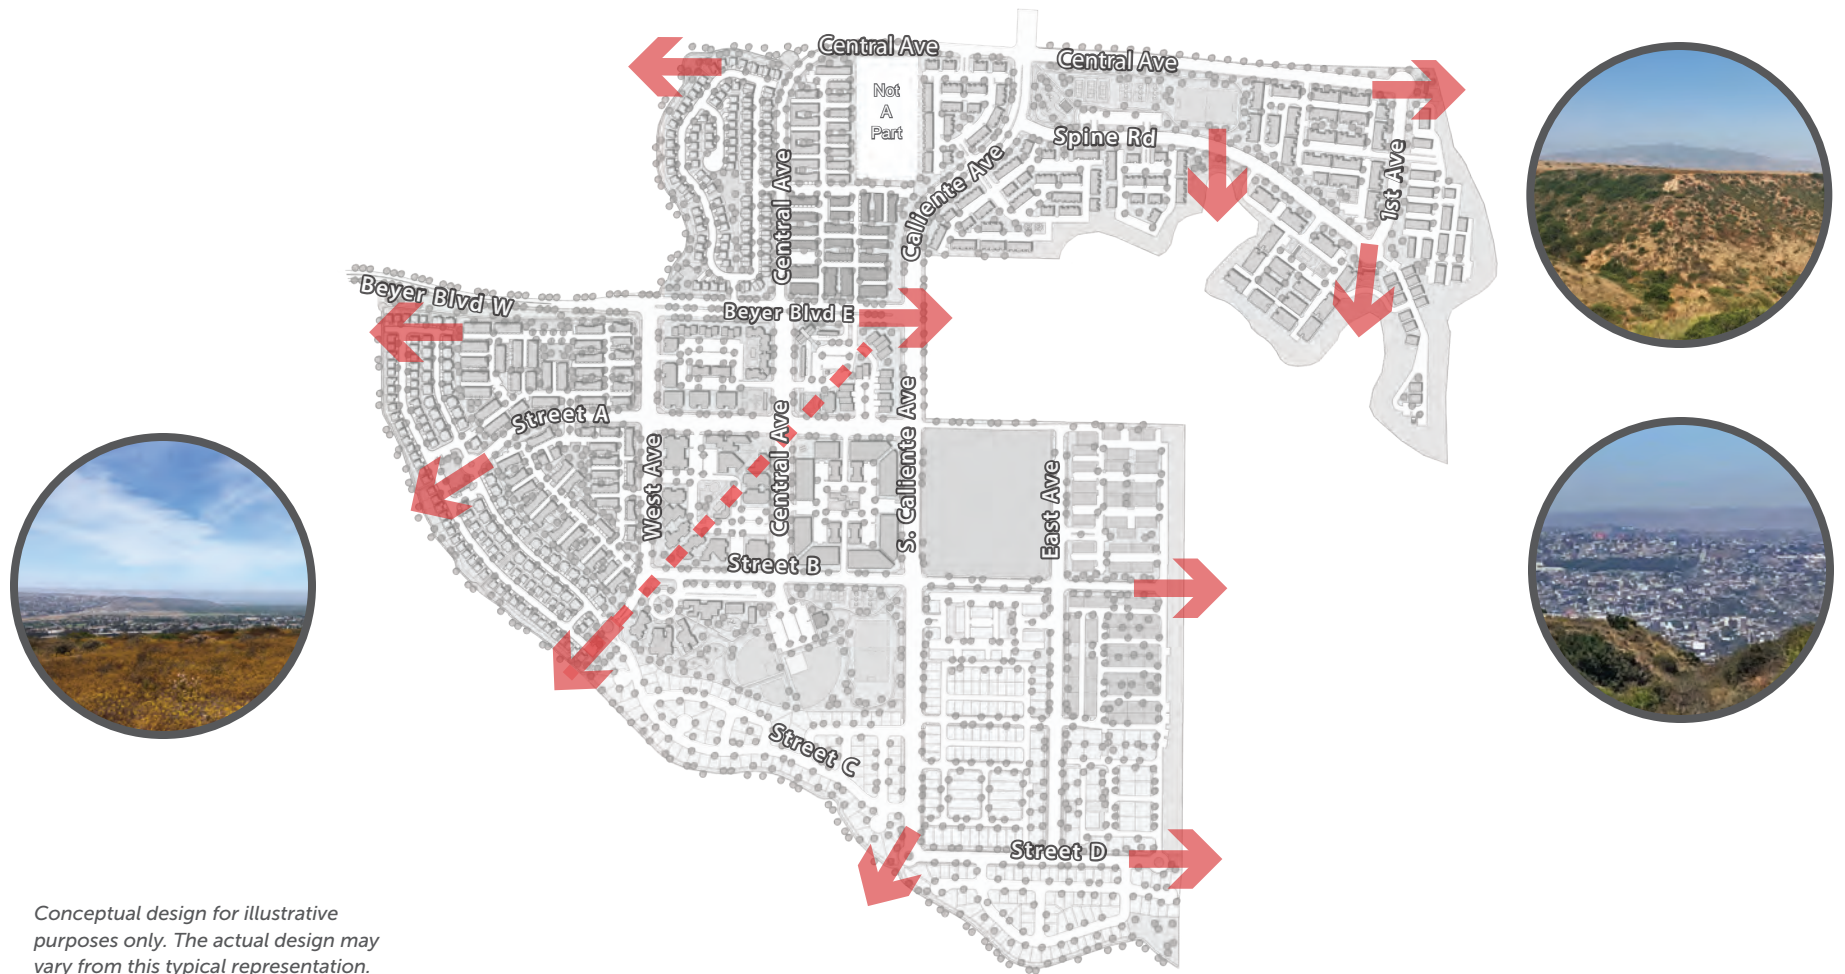 Central Ave
Central Ave
Not
A
Part
Spine Rd
1st Ave
Central Ave
Caliente Ave
Beyer Blvd W
Beyer Blvd E
Street A
West Ave
Central Ave
S. Caliente Ave
East Ave
Street B
Street C
Street D
Conceptual design for illustrative
purposes only. The actual design may
vary from this typical representation.